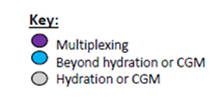 Key:
Multiplexing
Beyond hydration or CGM
Hydration or CGM